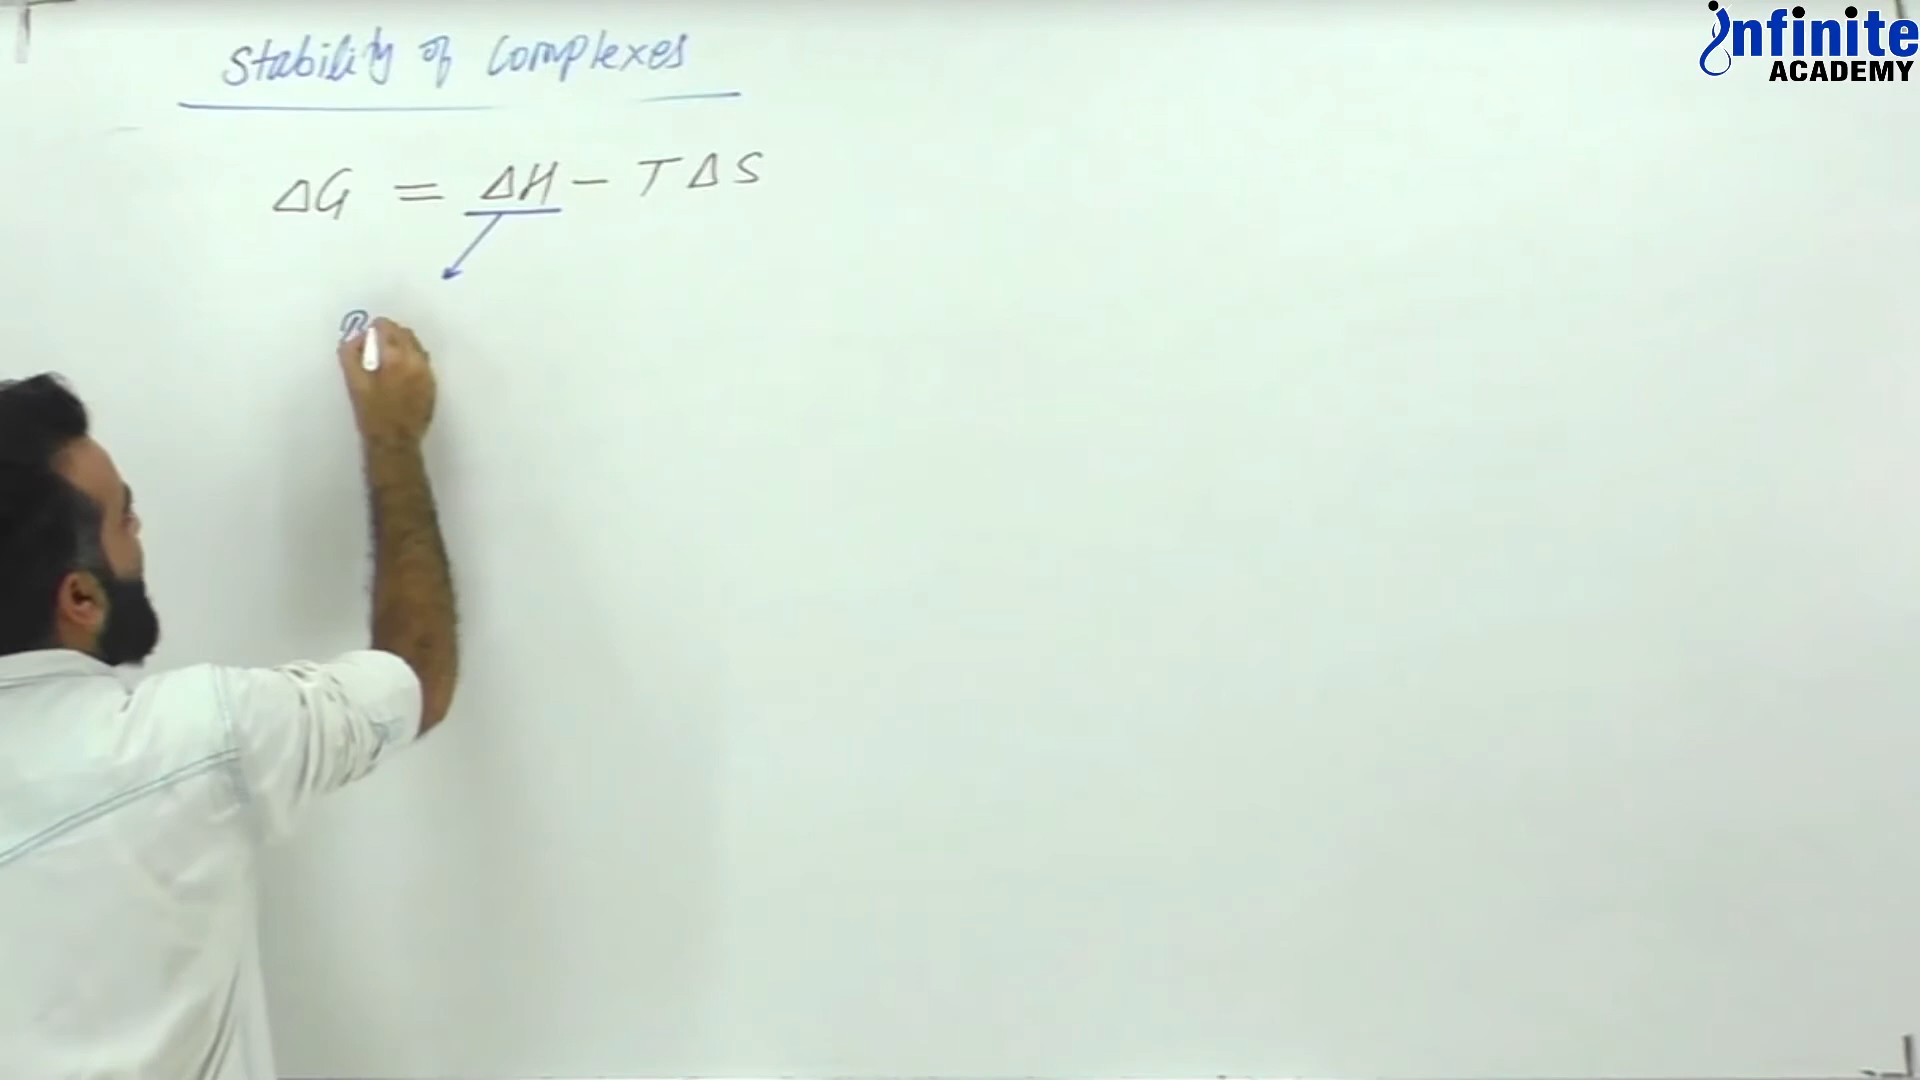 Stability of Complexes
infinite
ACADEMY
ΔG = ΔH - TΔS